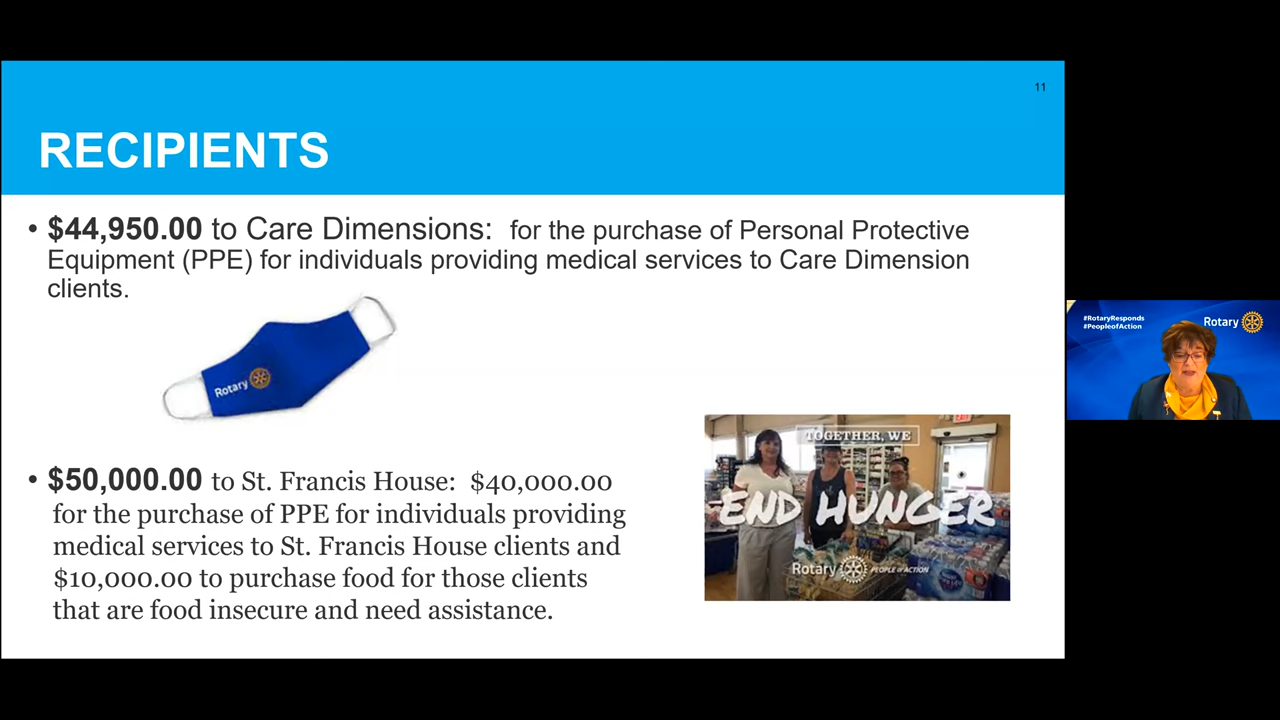 11
RECIPIENTS
• $44,950.00 to Care Dimensions: for the purchase of Personal Protective
Equipment (PPE) for individuals providing medical services to Care Dimension
clients.
Rotary
• $50,000.00 to St. Francis House: $40,000.00
for the purchase of PPE for individuals providing
medical services to St. Francis House clients and
$10,000.00 to purchase food for those clients
that are food insecure and need assistance.
TOGETHER, WE
END HUNGER
Rotary PEOPLE OF ACTION
EXIT
#RotaryResponds
#PeopleofAction
Rotary